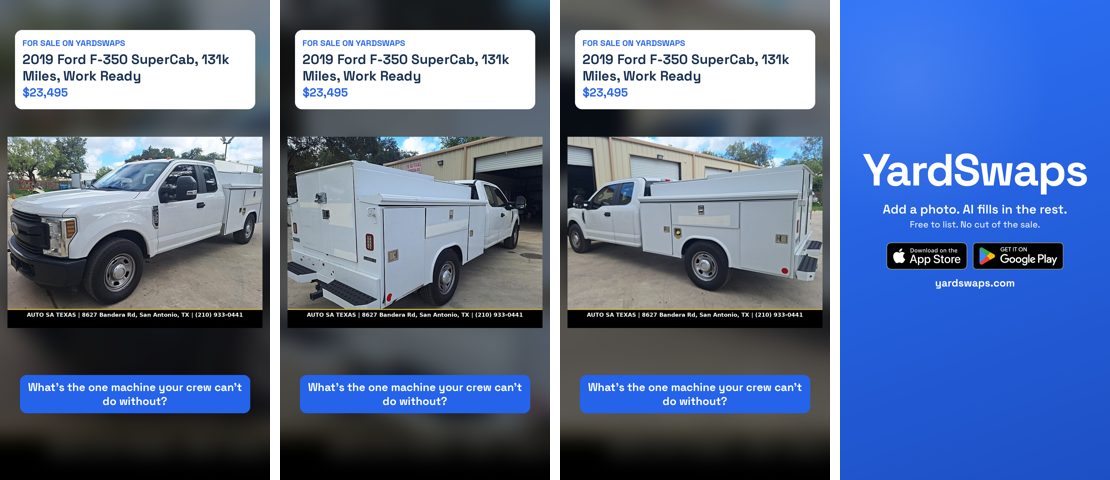 FOR SALE ON YARDSWAPS
2019 Ford F-350 SuperCab, 131k
Miles, Work Ready
$23,495
AUTO SA TEXAS | 8627 Bandera Rd, San Antonio, TX | (210) 933-0441
What's the one machine your crew can't
do without?
FOR SALE ON YARDSWAPS
2019 Ford F-350 SuperCab, 131k
Miles, Work Ready
$23,495
AUTO SA TEXAS | 8627 Bandera Rd, San Antonio, TX | (210) 933-0441
What's the one machine your crew can't
do without?
FOR SALE ON YARDSWAPS
2019 Ford F-350 SuperCab, 131k
Miles, Work Ready
$23,495
AUTO SA TEXAS | 8627 Bandera Rd, San Antonio, TX | (210) 933-0441
What's the one machine your crew can't
do without?
YardSwaps
Add a photo. AI fills in the rest.
Free to list. No cut of the sale.
Download on the
App Store
GET IT ON
Google Play
yardswaps.com